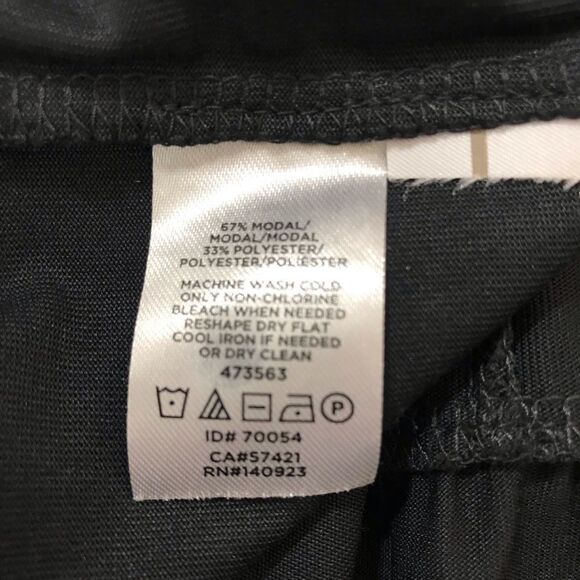 67% MODAL/
MODAL/MODAL
33% POLYESTER/
POLYESTER/POLIÉSTER
MACHINE WASH COLD
ONLY NON-CHLORINE
BLEACH WHEN NEEDED
RESHAPE DRY FLAT
COOL IRON IF NEEDED
OR DRY CLEAN
473563
P
ID# 70054
CA#57421
RN#140923